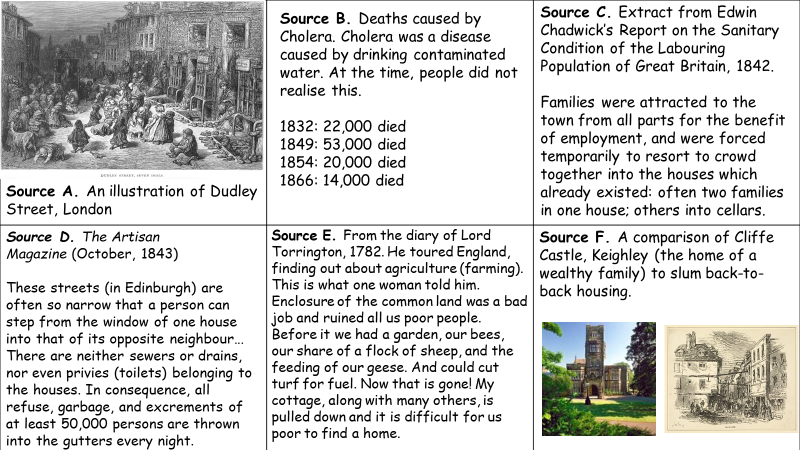 DUDLEY STREET, SEVEN DIALS.
Source A. An illustration of Dudley
Street, London
Source B. Deaths caused by
Cholera. Cholera was a disease
caused by drinking contaminated
water. At the time, people did not
realise this.
1832: 22,000 died
1849: 53,000 died
1854: 20,000 died
1866: 14,000 died
Source C. Extract from Edwin
Chadwick's Report on the Sanitary
Condition of the Labouring
Population of Great Britain, 1842.
Families were attracted to the
town from all parts for the benefit
of employment, and were forced
temporarily to resort to crowd
together into the houses which
already existed: often two families
in one house; others into cellars.
Source D. The Artisan
Magazine (October, 1843)
These streets (in Edinburgh) are
often so narrow that a person can
step from the window of one house
into that of its opposite neighbour...
There are neither sewers or drains,
nor even privies (toilets) belonging to
the houses. In consequence, all
refuse, garbage, and excrements of
at least 50,000 persons are thrown
into the gutters every night.
Source E. From the diary of Lord
Torrington, 1782. He toured England,
finding out about agriculture (farming).
This is what one woman told him.
Enclosure of the common land was a bad
job and ruined all us poor people.
Before it we had a garden, our bees,
our share of a flock of sheep, and the
feeding of our geese. And could cut
turf for fuel. Now that is gone! My
cottage, along with many others, is
pulled down and it is difficult for us
poor to find a home.
Source F. A comparison of Cliffe
Castle, Keighley (the home of a
wealthy family) to slum back-to-
back housing.